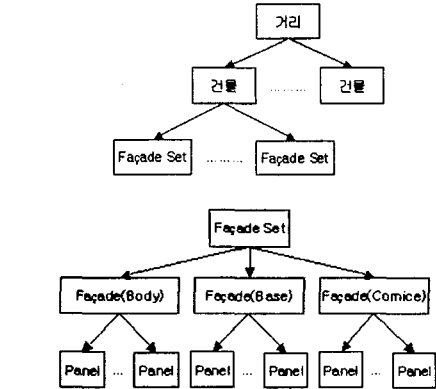 거리
건물 ......... 건물
Façade Set ......... Façade Set
Façade Set
Façade(Body) Façade(Base) Façade(Cornice)
Panel ... Panel Panel ... Panel Panel ... Panel